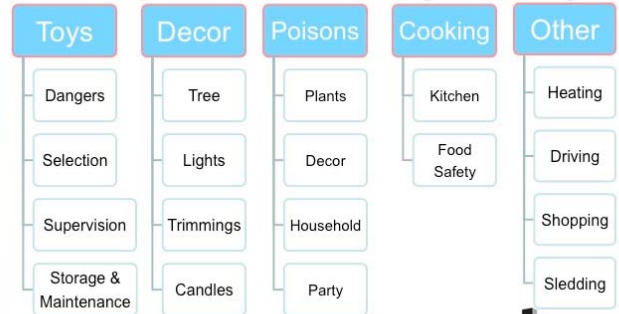 Toys
Dangers
Selection
Supervision
Storage &
Maintenance
Decor
Tree
Lights
Trimmings
Candles
Poisons
Plants
Decor
Household
Party
Cooking
Kitchen
Food
Safety
Other
Heating
Driving
Shopping
Sledding